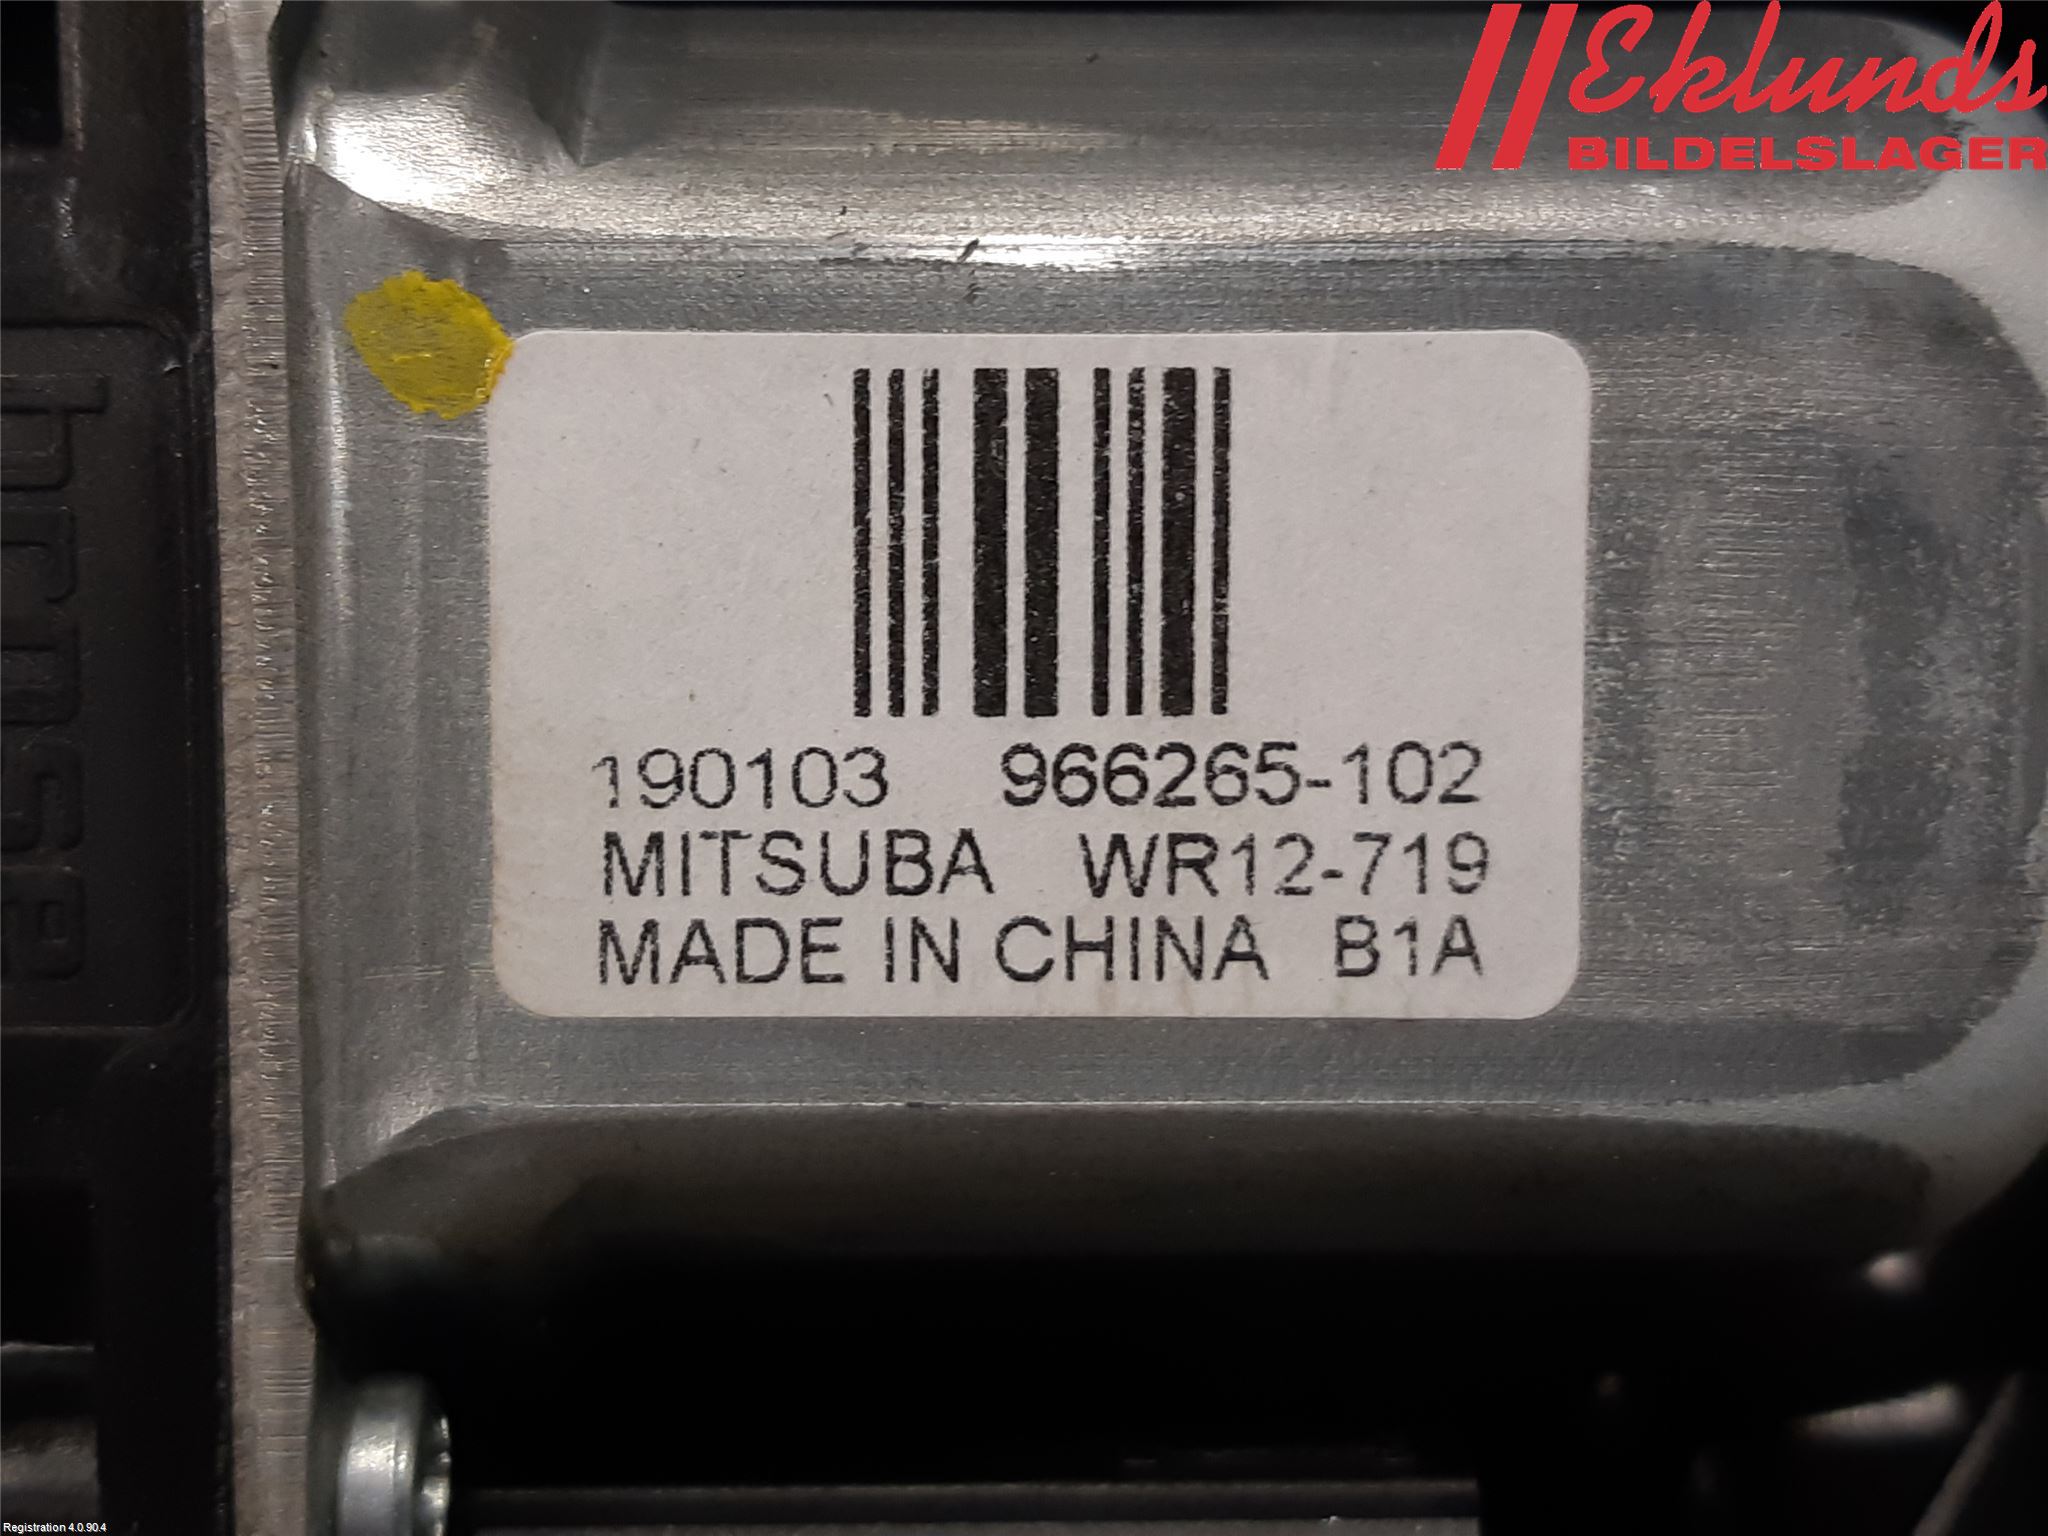 Eklunds
BILDELSLAGER
190103 966265-102
MITSUBA WR12-719
MADE IN CHINA B1A
Registration 4.0.90.4